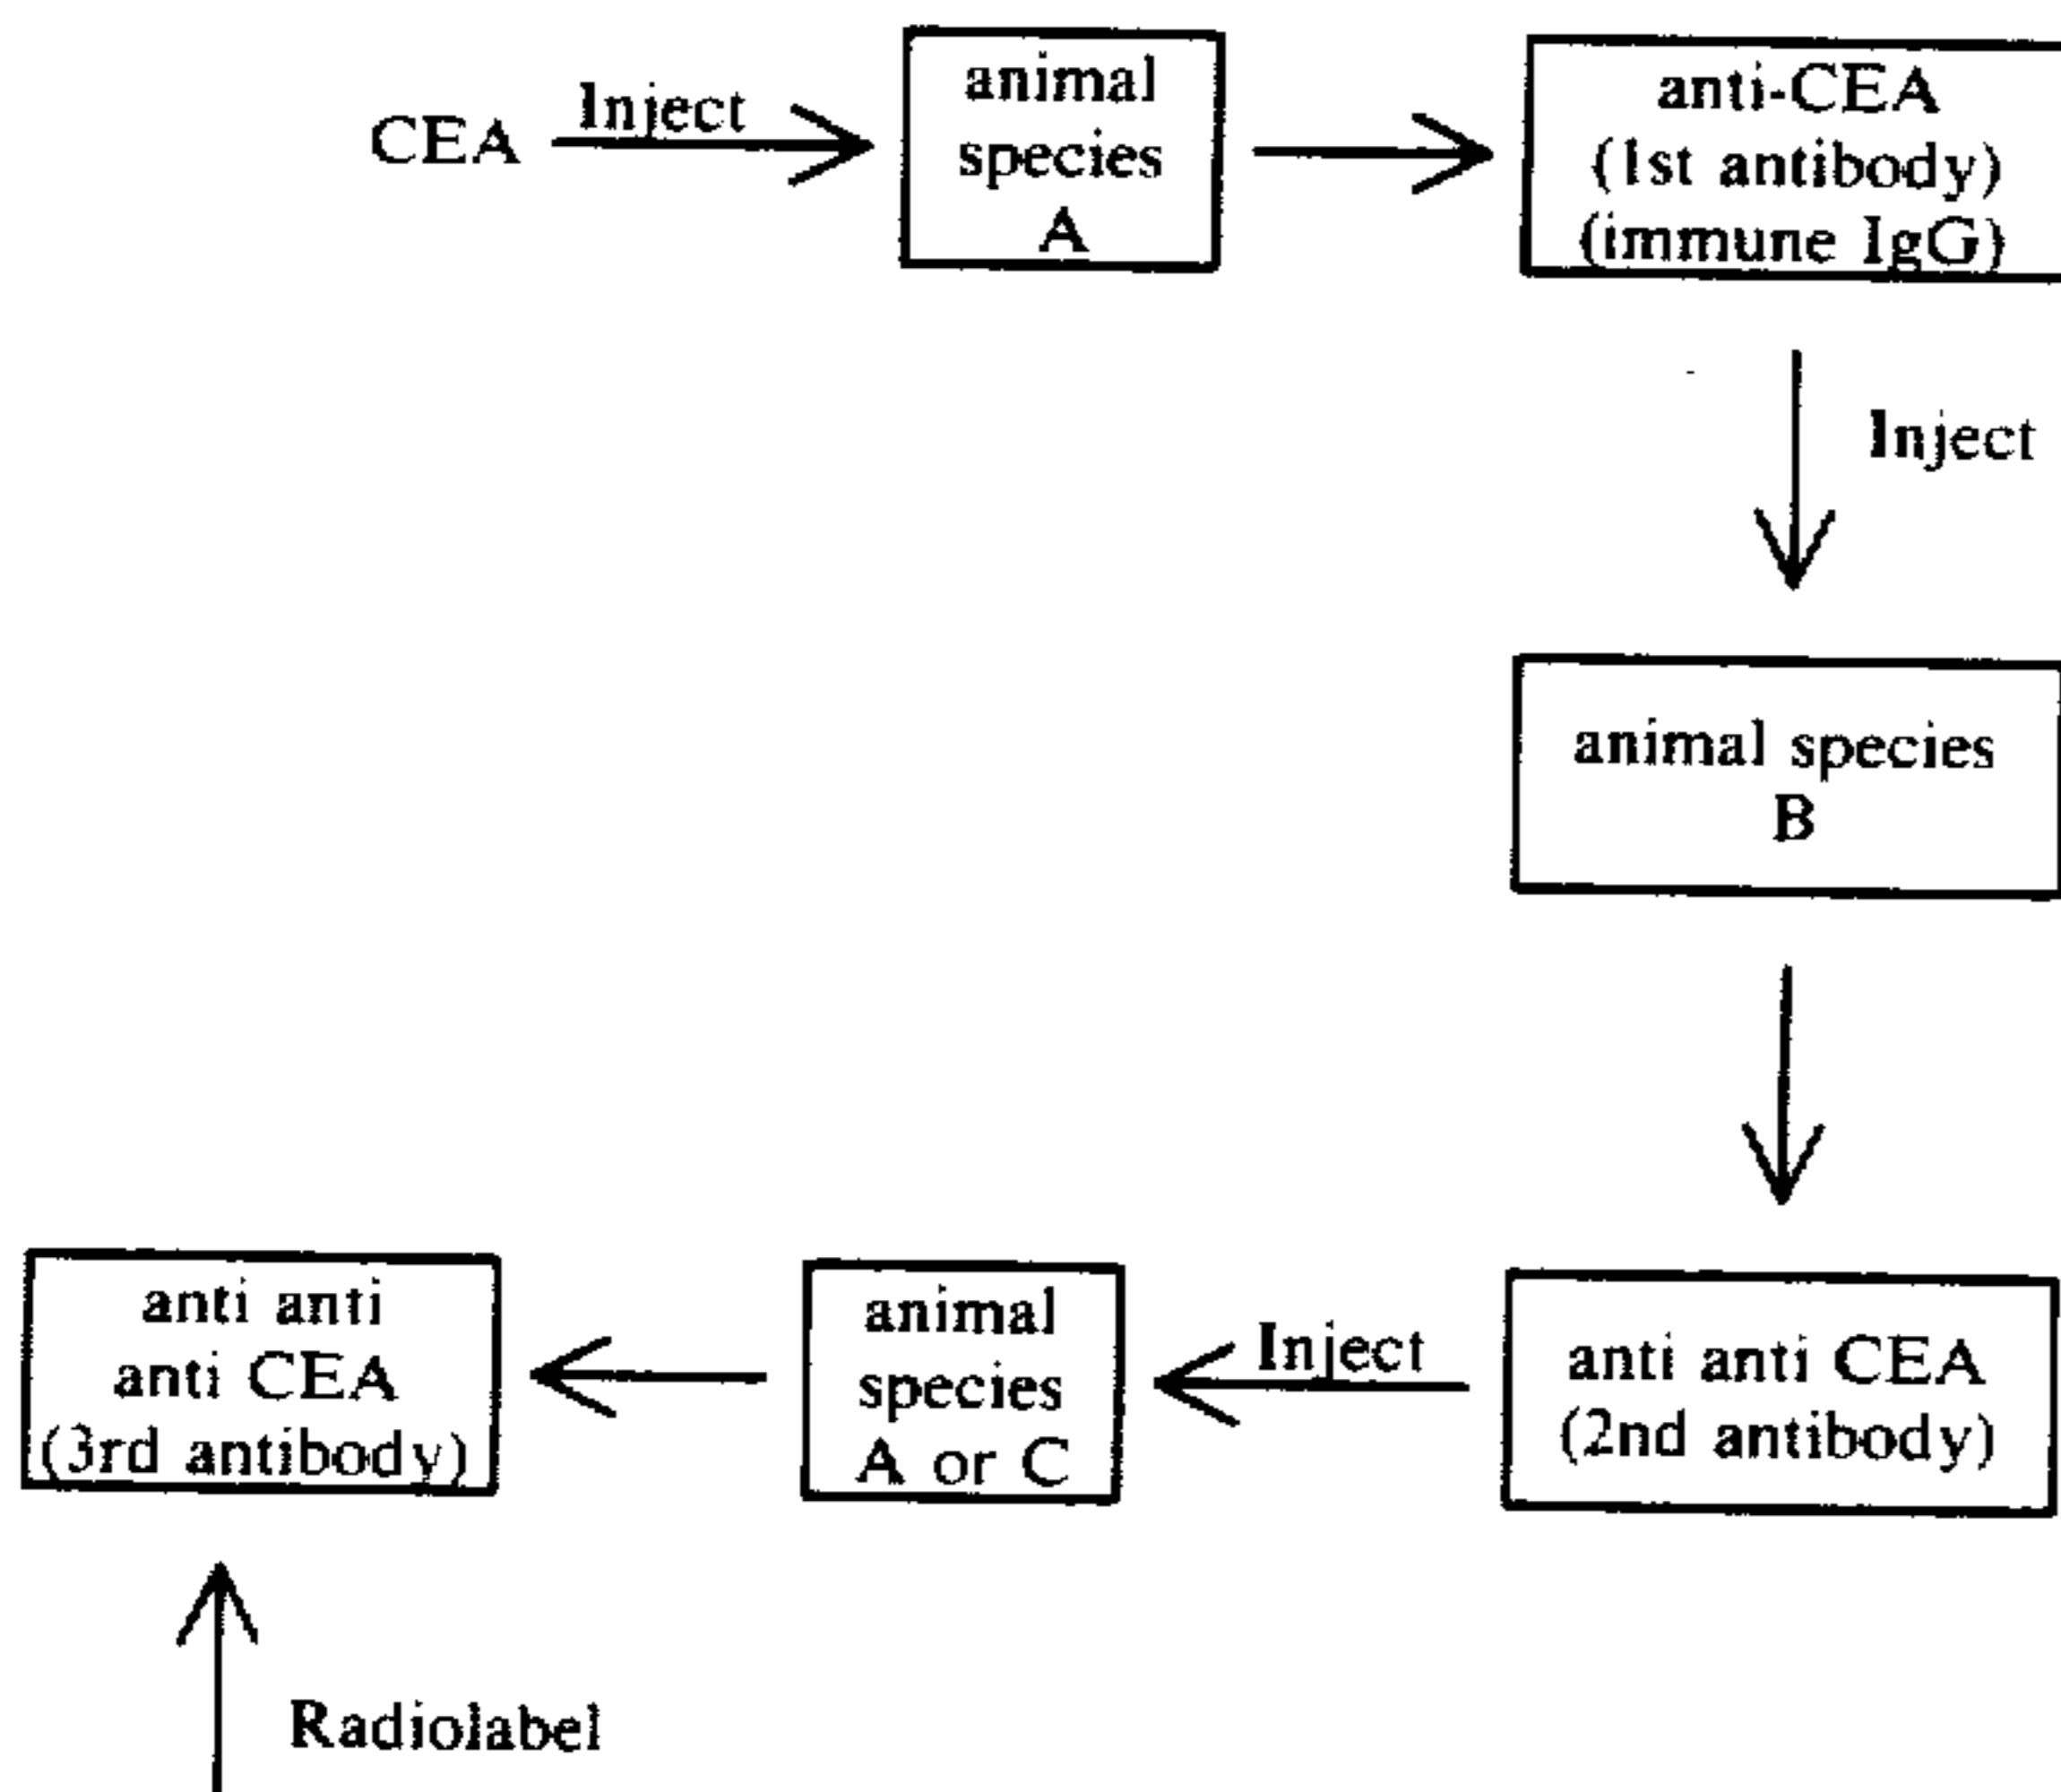 CEA
Inject
animal
species
A
anti-CEA
(1st antibody)
(immune IgG)
Inject
animal species
B
anti anti CEA
(2nd antibody)
Inject
animal
species
A or C
anti anti
anti CEA
(3rd antibody)
Radiolabel